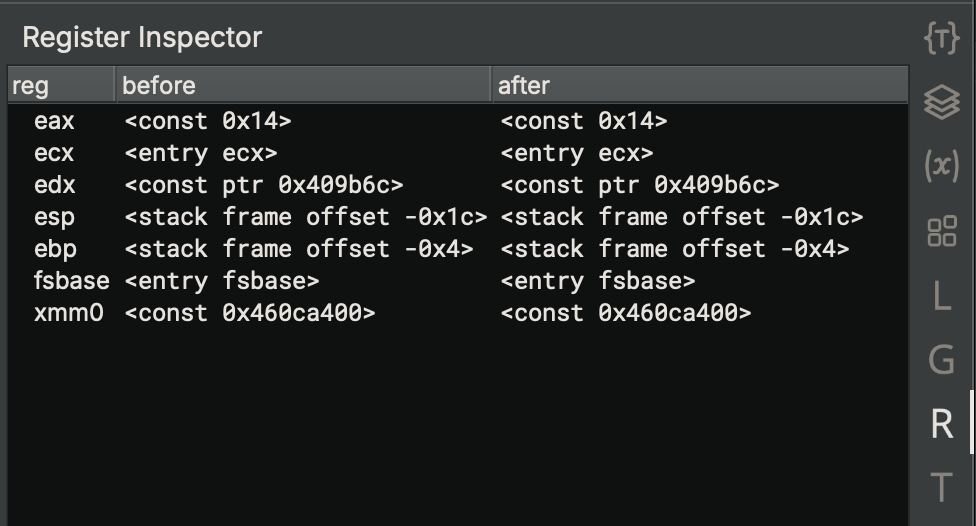 Register Inspector
reg before after
eax <const 0x14> <const 0x14>
ecx <entry ecx> <entry ecx>
edx <const ptr 0x409b6c> <const ptr 0x409b6c>
esp <stack frame offset -0x1c> <stack frame offset -0x1c>
ebp <stack frame offset -0x4> <stack frame offset -0x4>
fsbase <entry fsbase> <entry fsbase>
xmm0 <const 0x460ca400> <const 0x460ca400>
{T}
(x)
L
G
R
T